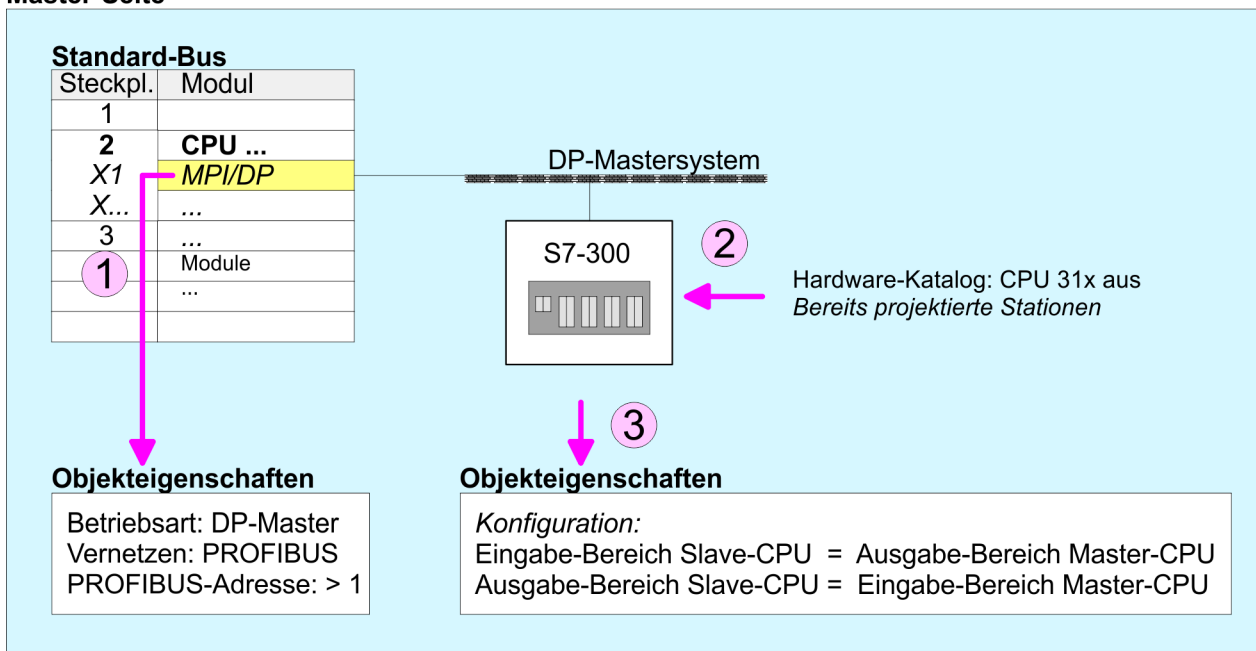 Master-Seite
Standard-Bus
Steckpl. Modul
1
2 CPU ...
X1 MPI/DP
X... ...
3 ...
Module
...
1
DP-Mastersystem
S7-300
2
Hardware-Katalog: CPU 31x aus
Bereits projektierte Stationen
3
Objekteigenschaften
Betriebsart: DP-Master
Vernetzen: PROFIBUS
PROFIBUS-Adresse: > 1
Objekteigenschaften
Konfiguration:
Eingabe-Bereich Slave-CPU = Ausgabe-Bereich Master-CPU
Ausgabe-Bereich Slave-CPU = Eingabe-Bereich Master-CPU